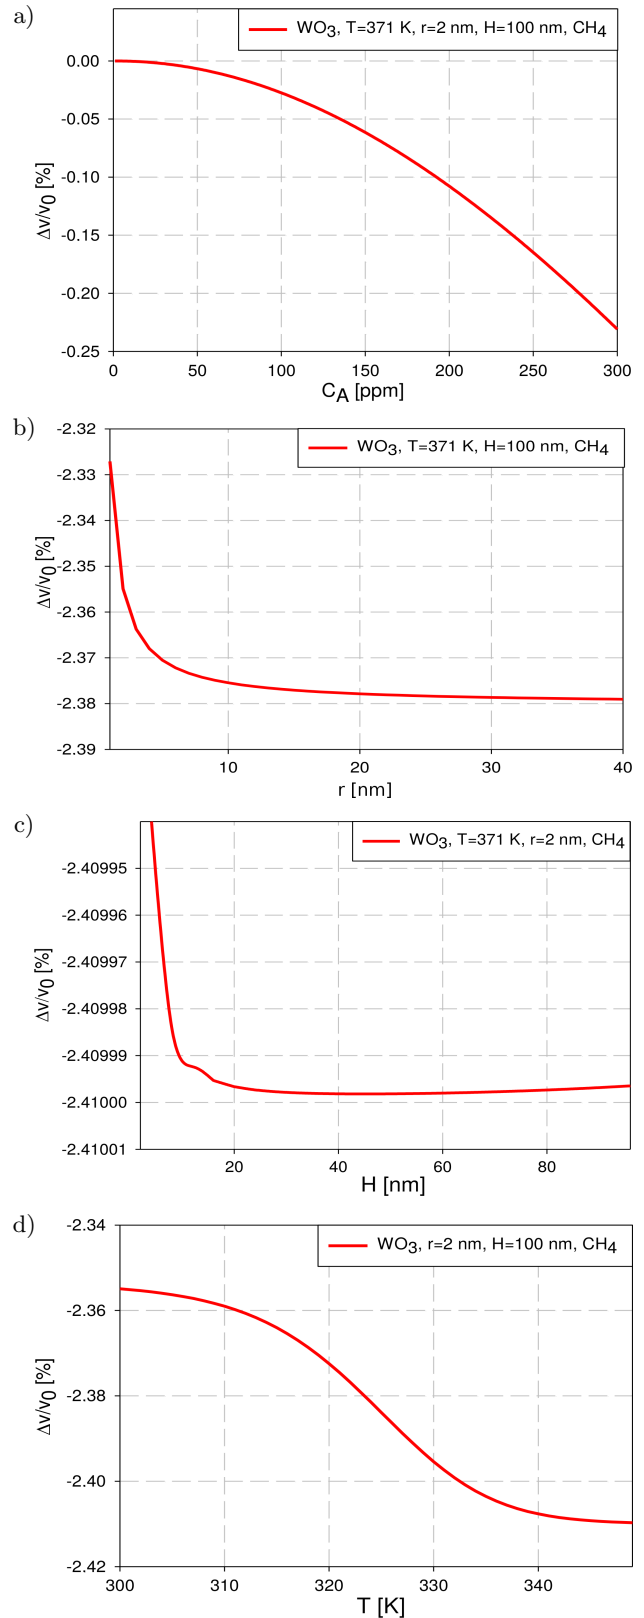 a)
WO3, T=371 K, r=2 nm, H=100 nm, CH4
0.00
-0.05
-0.10
-0.15
-0.20
-0.25
Δv/v0 [%]
0 50 100 150 200 250 300
CA [ppm]
b)
-2.32
WO3, T=371 K, H=100 nm, CH4
-2.33
-2.34
-2.35
-2.36
-2.37
-2.38
-2.39
Δv/v0 [%]
10 20 30 40
r [nm]
c)
WO3, T=371 K, r=2 nm, CH4
-2.40995
-2.40996
-2.40997
-2.40998
-2.40999
-2.41000
-2.41001
Δv/v0 [%]
20 40 60 80
H [nm]
d)
-2.34
WO3, r=2 nm, H=100 nm, CH4
-2.36
-2.38
-2.40
-2.42
Δv/v0 [%]
300 310 320 330 340
T [K]